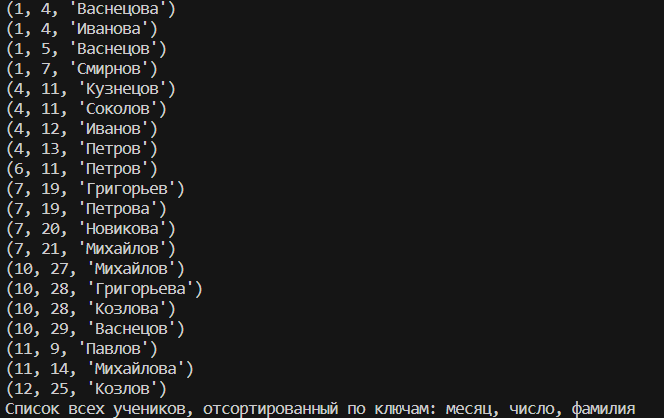 (1, 4, 'Васнецова')
(1, 4, 'Иванова')
(1, 5, 'Васнецов')
(1, 7, 'Смирнов')
(4, 11, 'Кузнецов')
(4, 11, 'Соколов')
(4, 12, 'Иванов')
(4, 13, 'Петров')
(6, 11, 'Петров')
(7, 19, 'Григорьев')
(7, 19, 'Петрова')
(7, 20, 'Новикова')
(7, 21, 'Михайлов')
(10, 27, 'Михайлов')
(10, 28, 'Григорьева')
(10, 28, 'Козлова')
(10, 29, 'Васнецов')
(11, 9, 'Павлов')
(11, 14, 'Михайлова')
(12, 25, 'Козлов')
Список всех учеников, отсортированный по ключам: месяц, число, фамилия